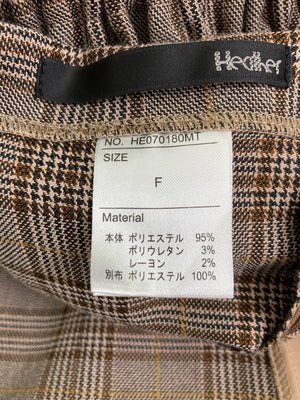 Heather
NO. HE070180MT
SIZE
F
Material
本体 ポリエステル 95%
ポリウレタン 3%
レーヨン 2%
別布 ポリエステル 100%